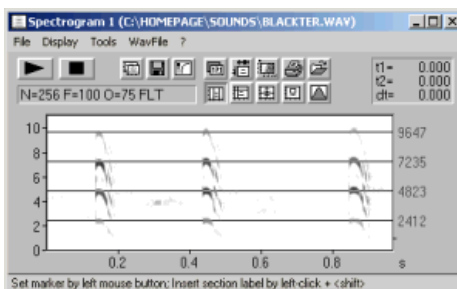 Spectrogram 1 (C:\HOMEPAGE\SOUNDS\BLACKTER.WAV)
File Display Tools WavFile ?
t1= 0.000
t2= 0.000
dt= 0.000
N=256 F=100 O=75 FLT
10
8
6
4
2
0
9647
7235
4823
2412
0.2 0.4 0.6 0.8 s
Set marker by left mouse button; Insert section label by left-click + <shift>